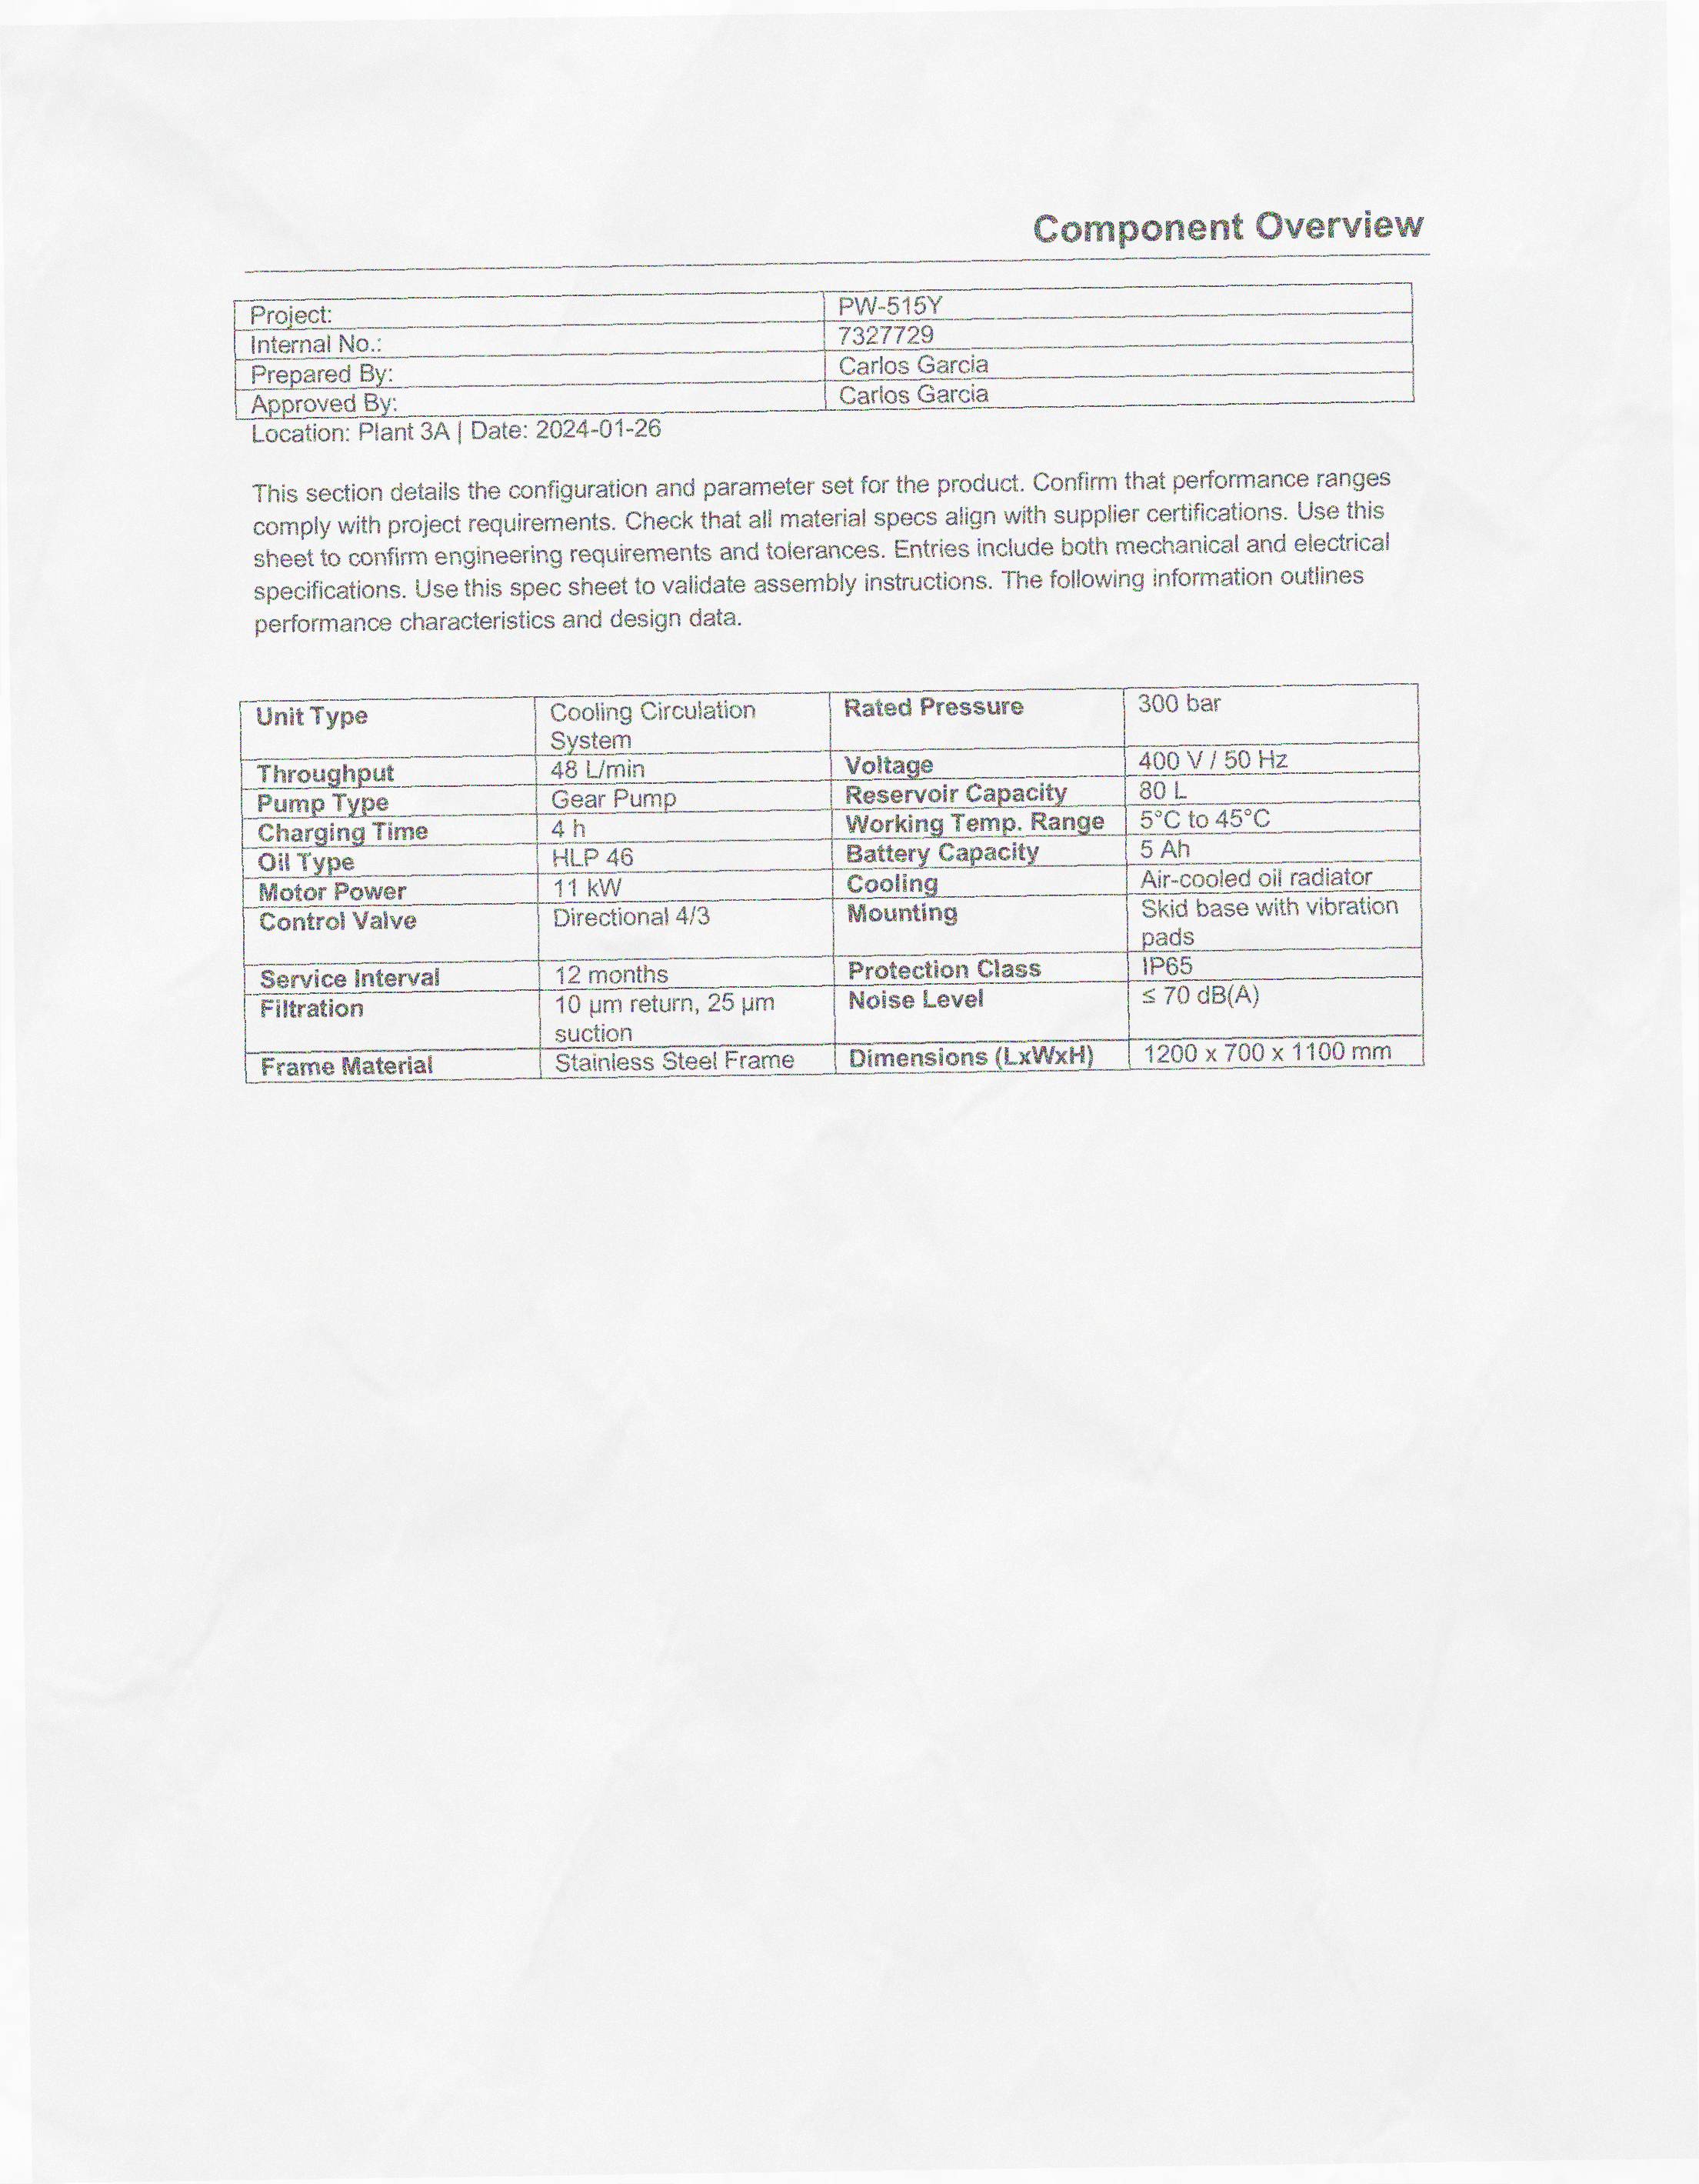 Component Overview
Project: PW-515Y
Internal No.: 7327729
Prepared By: Carlos Garcia
Approved By: Carlos Garcia
Location: Plant 3A | Date: 2024-01-26
This section details the configuration and parameter set for the product. Confirm that performance ranges
comply with project requirements. Check that all material specs align with supplier certifications. Use this
sheet to confirm engineering requirements and tolerances. Entries include both mechanical and electrical
specifications. Use this spec sheet to validate assembly instructions. The following information outlines
performance characteristics and design data.
Unit Type Cooling Circulation Rated Pressure 300 bar
System
Throughput 48 L/min Voltage 400 V / 50 Hz
Pump Type Gear Pump Reservoir Capacity 80 L
Charging Time 4 h Working Temp. Range 5°C to 45°C
Oil Type HLP 46 Battery Capacity 5 Ah
Motor Power 11 kW Cooling Air-cooled oil radiator
Control Valve Directional 4/3 Mounting Skid base with vibration
pads
Service Interval 12 months Protection Class IP65
Filtration 10 µm return, 25 µm Noise Level ≤ 70 dB(A)
suction
Frame Material Stainless Steel Frame Dimensions (LxWxH) 1200 x 700 x 1100 mm